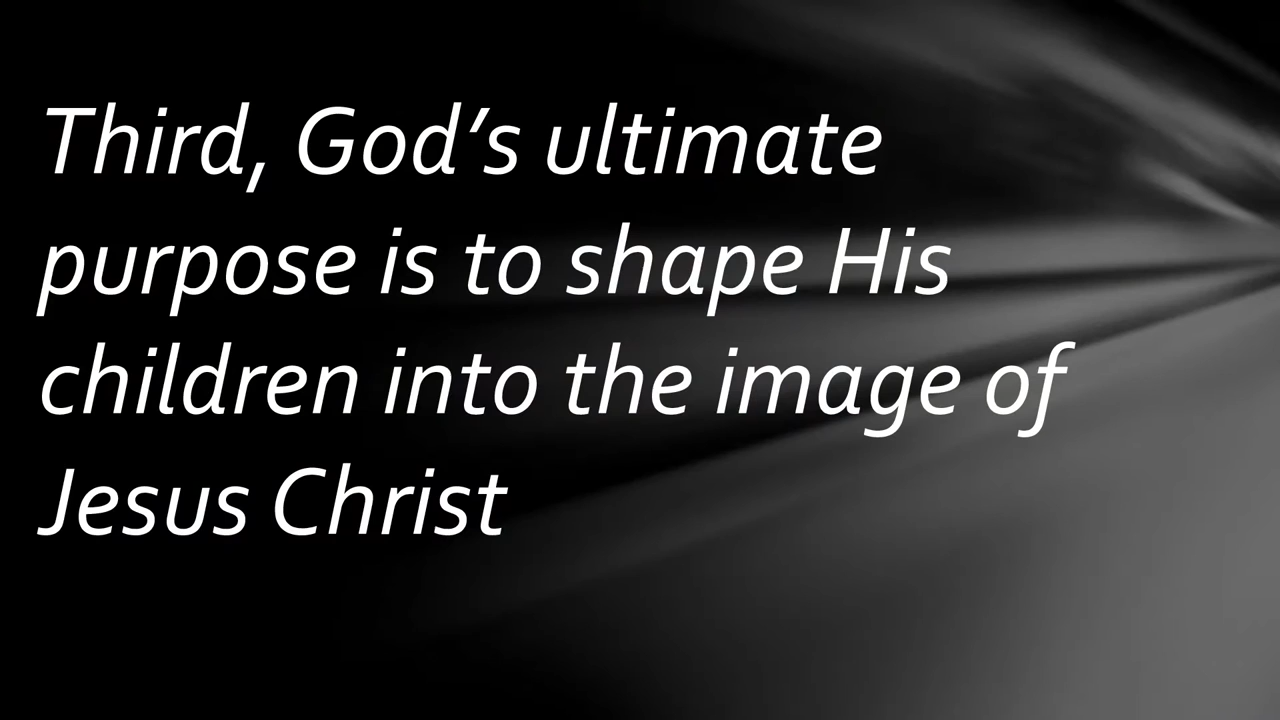 Third, God’s ultimate
purpose is to shape His
children into the image of
Jesus Christ